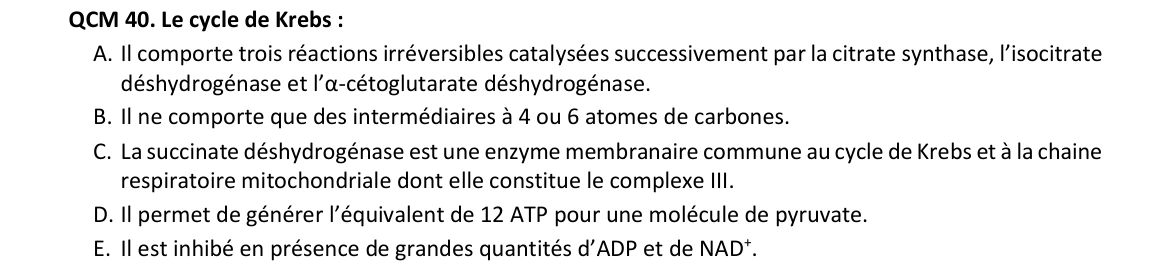 QCM 40. Le cycle de Krebs :
A. Il comporte trois réactions irréversibles catalysées successivement par la citrate synthase, l’isocitrate
déshydrogénase et l’α-cétoglutarate déshydrogénase.
B. Il ne comporte que des intermédiaires à 4 ou 6 atomes de carbones.
C. La succinate déshydrogénase est une enzyme membranaire commune au cycle de Krebs et à la chaine
respiratoire mitochondriale dont elle constitue le complexe III.
D. Il permet de générer l’équivalent de 12 ATP pour une molécule de pyruvate.
E. Il est inhibé en présence de grandes quantités d’ADP et de NAD⁺.